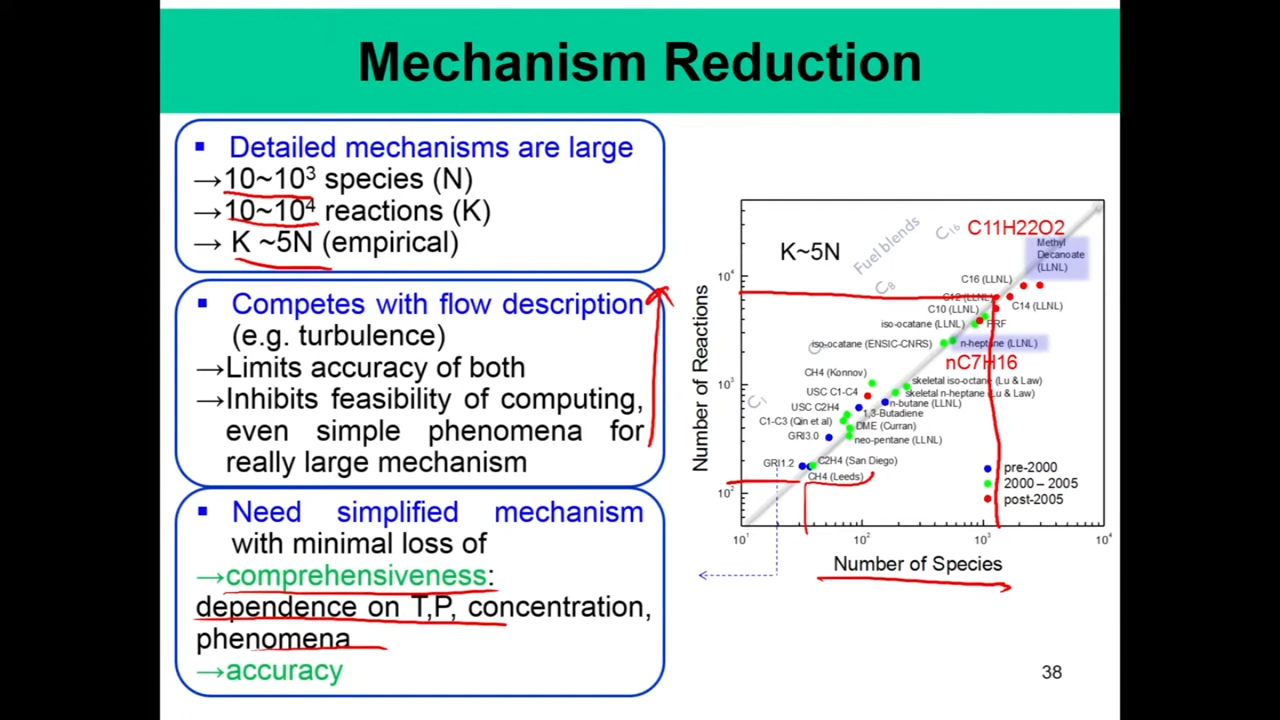 Mechanism Reduction
▪ Detailed mechanisms are large
→10~10³ species (N)
→10~10⁴ reactions (K)
→ K ~5N (empirical)
▪ Competes with flow description
(e.g. turbulence)
→Limits accuracy of both
→Inhibits feasibility of computing,
even simple phenomena for
really large mechanism
▪ Need simplified mechanism
with minimal loss of
→comprehensiveness:
dependence on T,P, concentration,
phenomena
→accuracy
K~5N
Fuel blends
C₁₆
C11H22O2
Methyl
Decanoate
(LLNL)
C₈
C16 (LLNL)
C12 (LLNL)
C14 (LLNL)
C10 (LLNL)
iso-ocatane (LLNL)
PRF
iso-ocatane (ENSIC-CNRS)
n-heptane (LLNL)
nC7H16
CH4 (Konnov)
skeletal iso-octane (Lu & Law)
USC C1-C4
skeletal n-heptane (Lu & Law)
C₁
n-butane (LLNL)
USC C2H4
1,3-Butadiene
C1-C3 (Qin et al)
DME (Curran)
GRI3.0
neo-pentane (LLNL)
GRI1.2
C2H4 (San Diego)
CH4 (Leeds)
pre-2000
2000 – 2005
post-2005
Number of Reactions
10⁴
10³
10²
10¹
10²
10³
10⁴
Number of Species
38